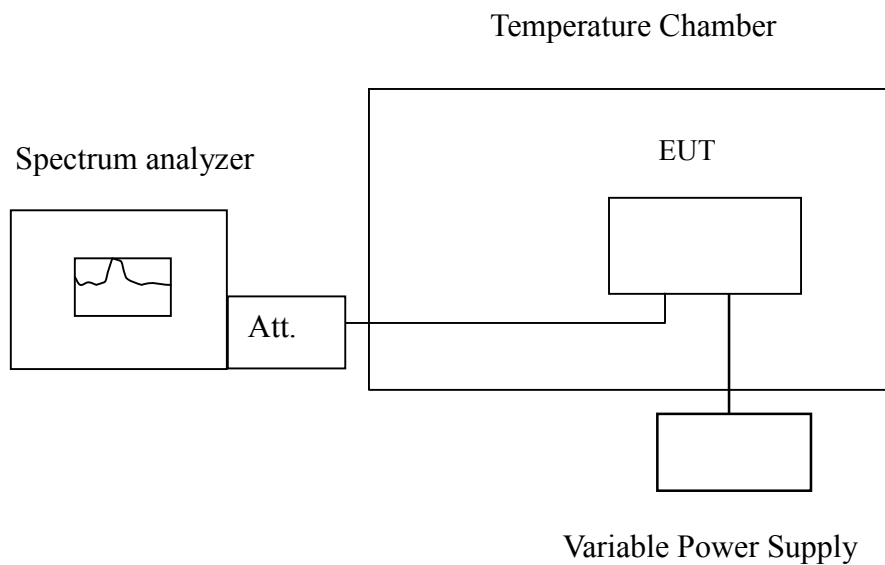 Temperature Chamber
Spectrum analyzer
EUT
Att.
Variable Power Supply